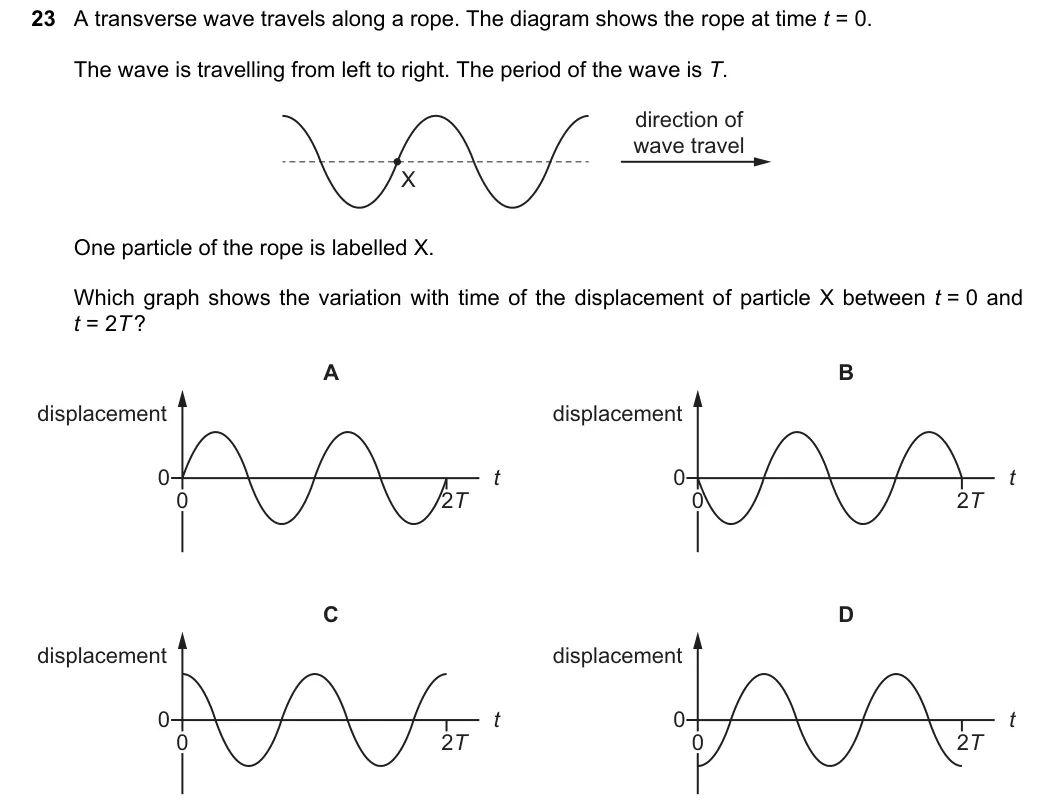 23 A transverse wave travels along a rope. The diagram shows the rope at time t = 0.
The wave is travelling from left to right. The period of the wave is T.
direction of
wave travel
X
One particle of the rope is labelled X.
Which graph shows the variation with time of the displacement of particle X between t = 0 and
t = 2T?
A
displacement
0
0
2T
t
B
displacement
0
0
2T
t
C
displacement
0
0
2T
t
D
displacement
0
0
2T
t